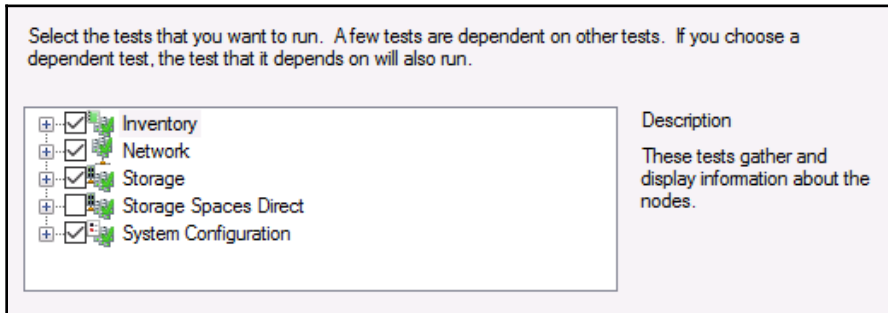 Select the tests that you want to run.  A few tests are dependent on other tests.  If you choose a
dependent test, the test that it depends on will also run.
Inventory
Network
Storage
Storage Spaces Direct
System Configuration
Description
These tests gather and
display information about the
nodes.